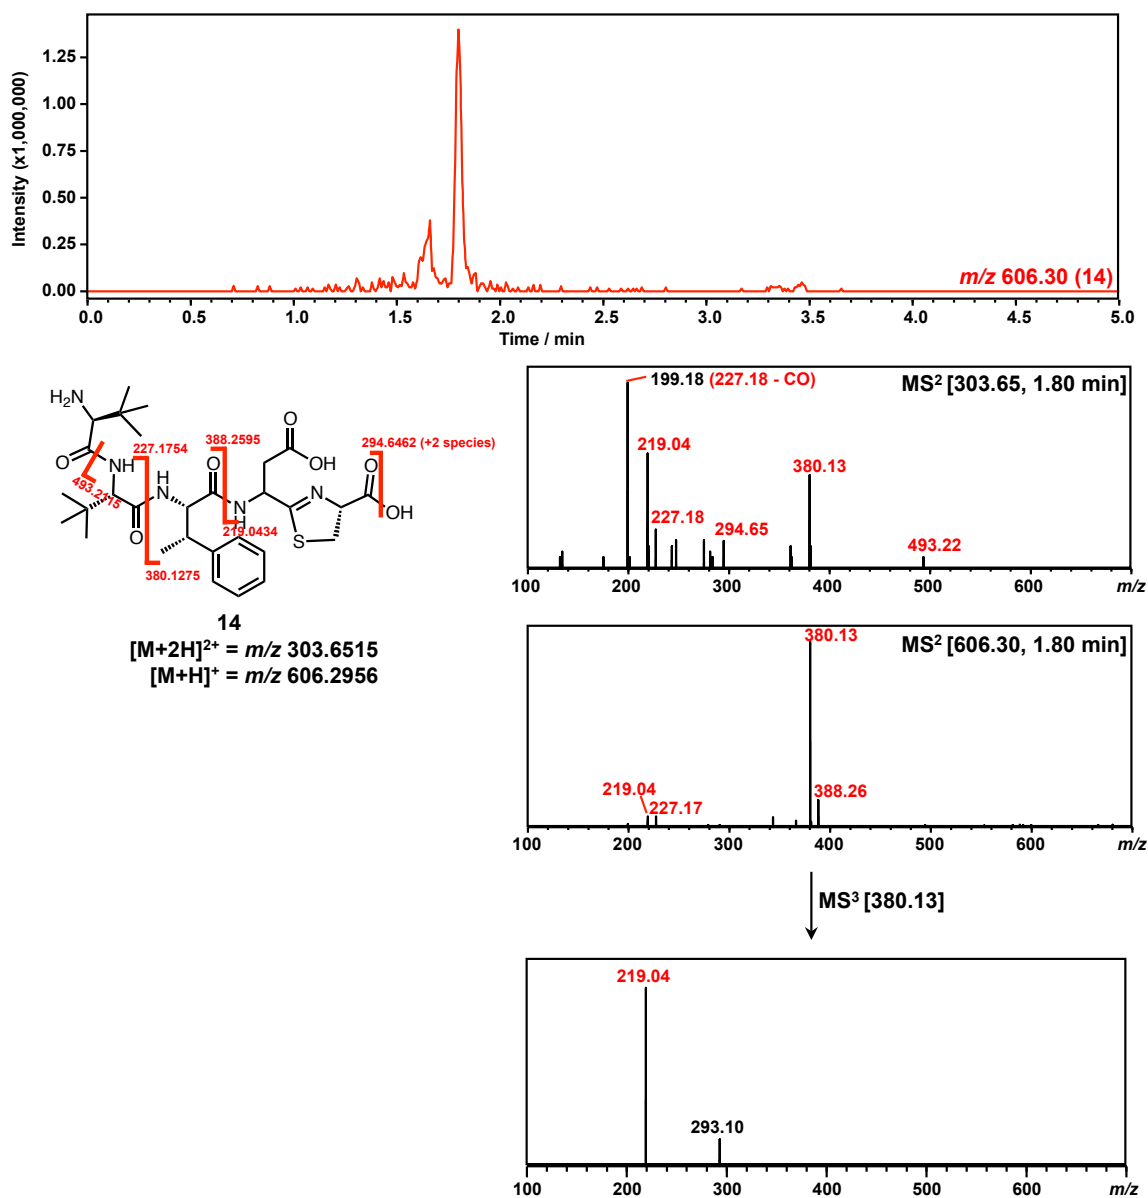 Intensity (x1,000,000)
1.25
1.00
0.75
0.50
0.25
0.00
m/z 606.30 (14)
0.0 0.5 1.0 1.5 2.0 2.5 3.0 3.5 4.0 4.5 5.0
Time / min
H2N
O
NH
227.1754
493.2115
O
H
N
380.1275
388.2595
O
N
H
219.0434
O
OH
N
S
294.6462 (+2 species)
O
OH
14
[M+2H]2+ = m/z 303.6515
[M+H]+ = m/z 606.2956
199.18 (227.18 - CO)
MS2 [303.65, 1.80 min]
219.04
380.13
227.18
294.65
493.22
100 200 300 400 500 600 m/z
380.13
MS2 [606.30, 1.80 min]
219.04
227.17
388.26
100 200 300 400 500 600 m/z
MS3 [380.13]
219.04
293.10
100 200 300 400 500 600 m/z